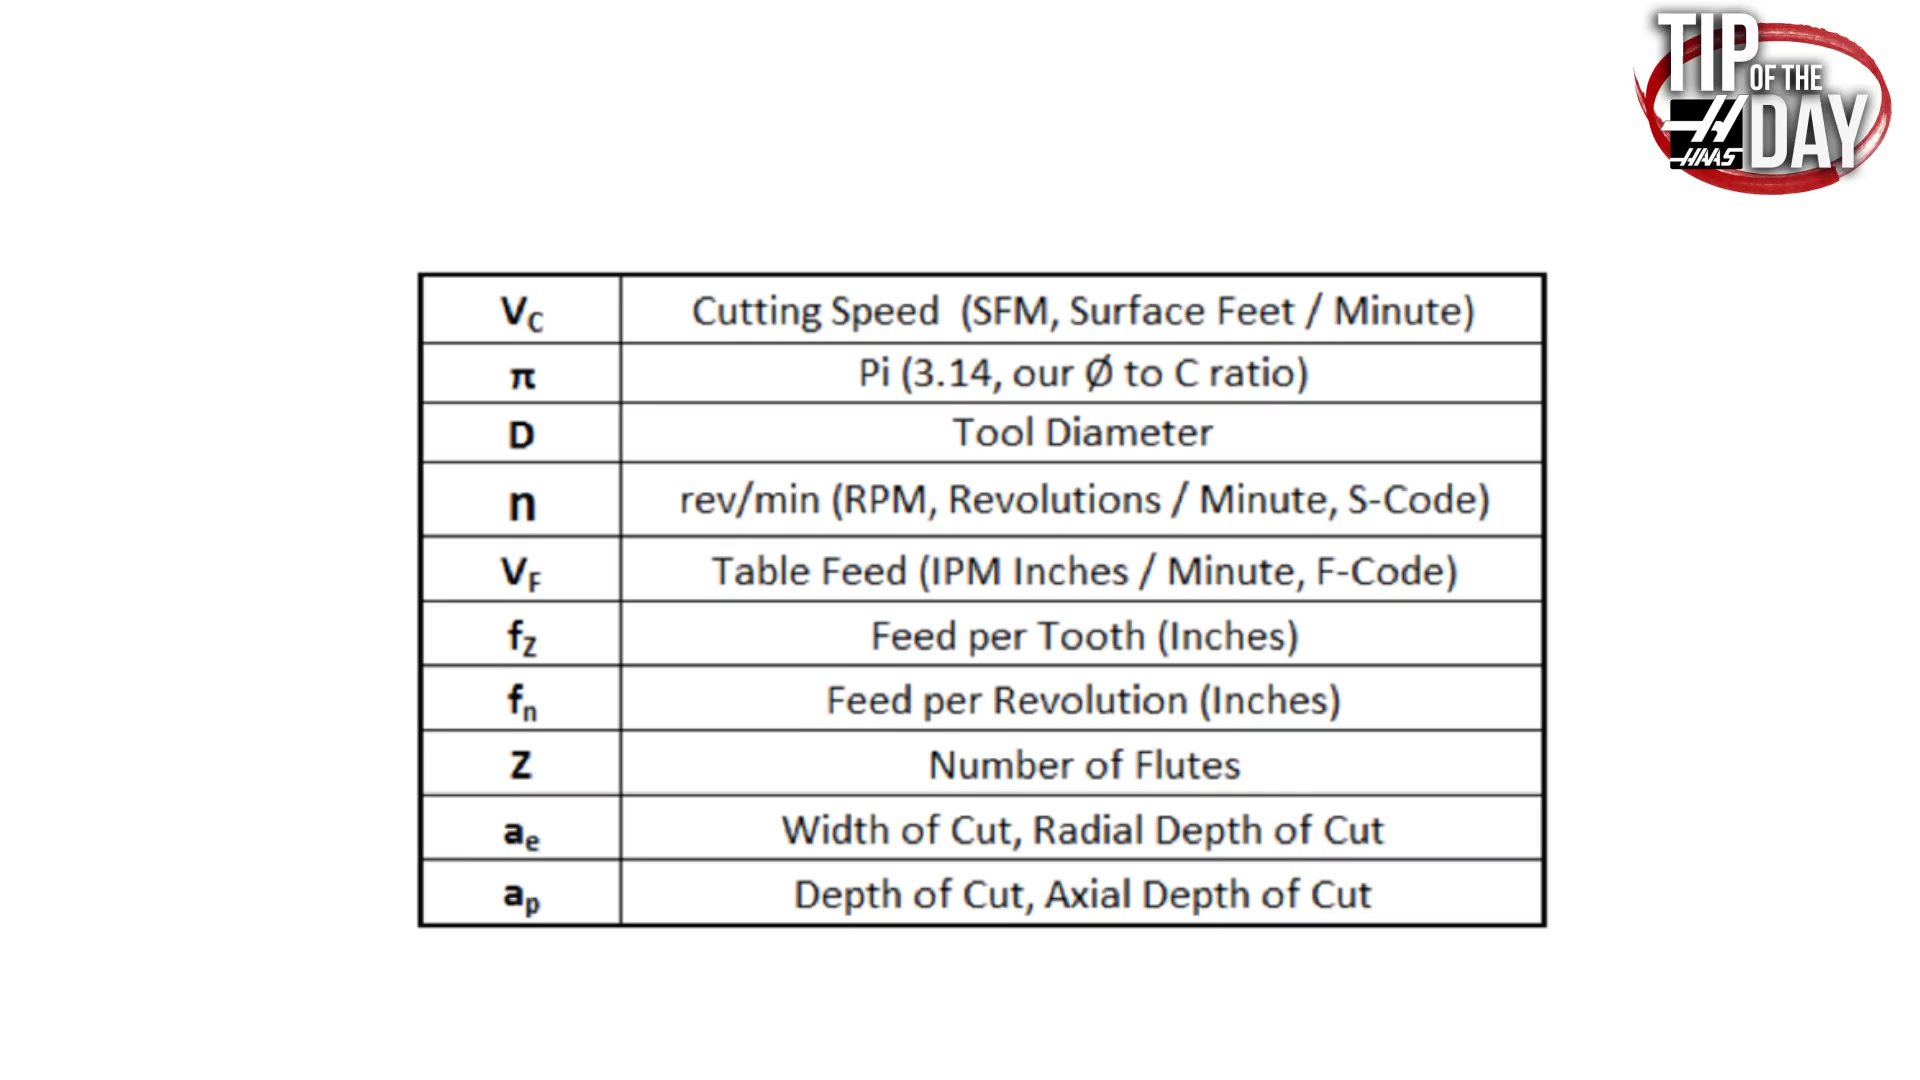 TIP
OF THE
DAY
HAAS
VC Cutting Speed (SFM, Surface Feet / Minute)
π Pi (3.14, our Ø to C ratio)
D Tool Diameter
n rev/min (RPM, Revolutions / Minute, S-Code)
VF Table Feed (IPM Inches / Minute, F-Code)
fZ Feed per Tooth (Inches)
fn Feed per Revolution (Inches)
Z Number of Flutes
ae Width of Cut, Radial Depth of Cut
ap Depth of Cut, Axial Depth of Cut